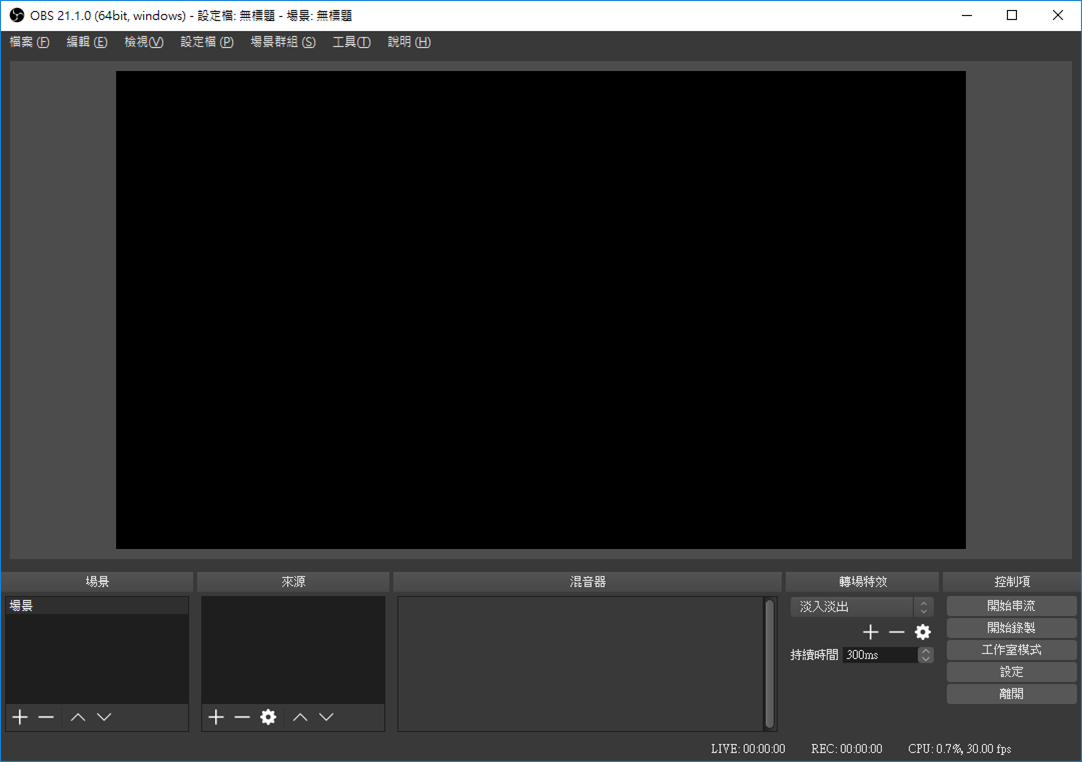 OBS 21.1.0 (64bit, windows) - 設定檔: 無標題 - 場景: 無標題
檔案 (F) 編輯 (E) 檢視(V) 設定檔 (P) 場景群組 (S) 工具(T) 說明 (H)
場景 來源 混音器 轉場特效 控制項
場景
淡入淡出
持續時間 300ms
開始串流
開始錄製
工作室模式
設定
離開
LIVE: 00:00:00 REC: 00:00:00 CPU: 0.7%, 30.00 fps